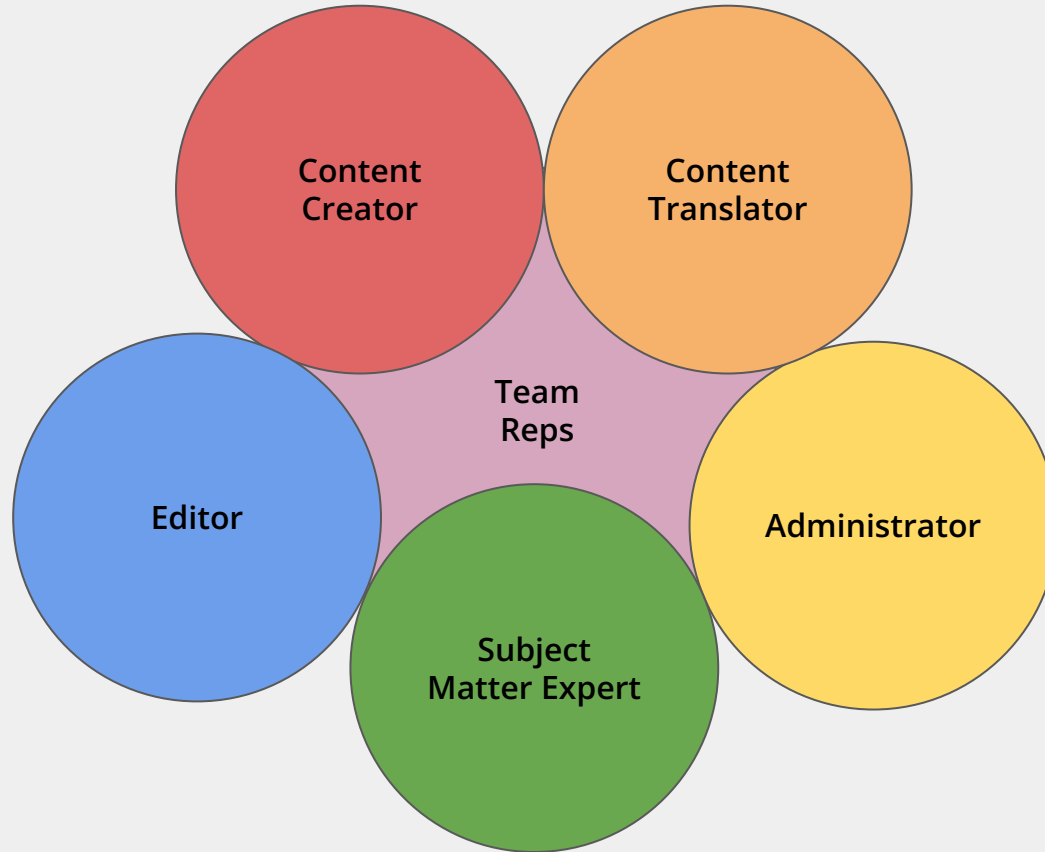 Content
Creator
Content
Translator
Team
Reps
Editor
Administrator
Subject
Matter Expert